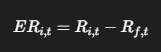 ER_{i,t} = R_{i,t} - R_{f,t}